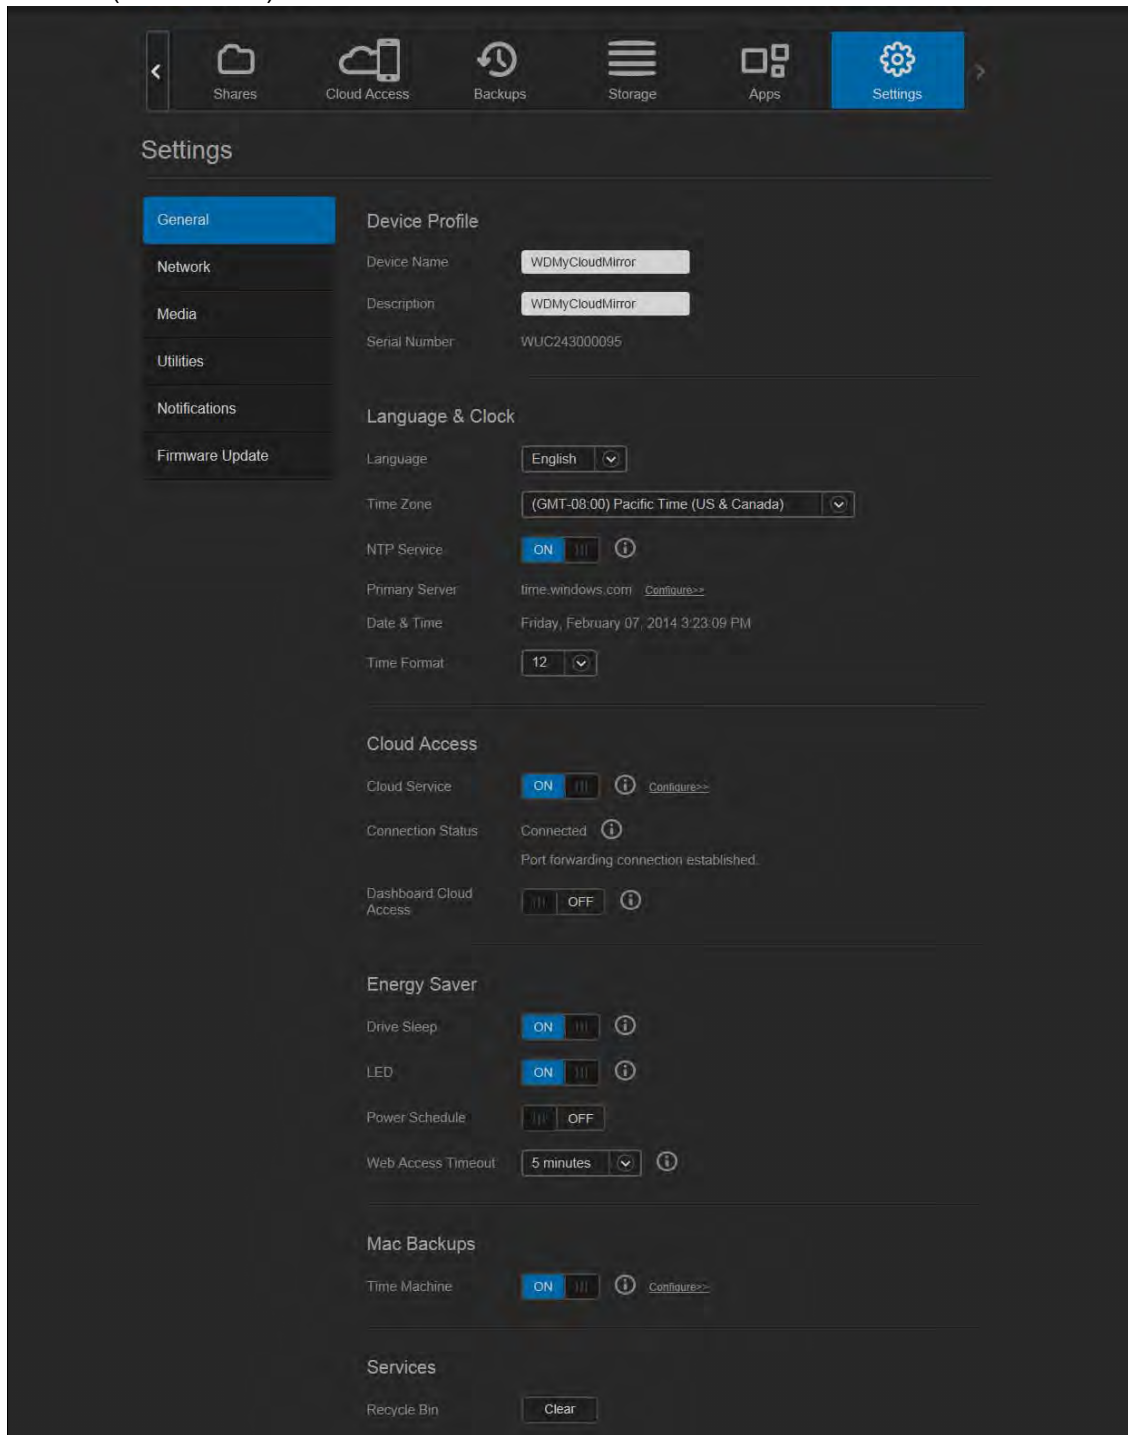 Shares Cloud Access Backups Storage Apps Settings
Settings
General
Network
Media
Utilities
Notifications
Firmware Update
Device Profile
Device Name WDMyCloudMirror
Description WDMyCloudMirror
Serial Number WUC243000095
Language & Clock
Language English
Time Zone (GMT-08:00) Pacific Time (US & Canada)
NTP Service ON
Primary Server time.windows.com Configure>>
Date & Time Friday, February 07, 2014 3:23:09 PM
Time Format 12
Cloud Access
Cloud Service ON Configure>>
Connection Status Connected
Port forwarding connection established.
Dashboard Cloud
Access OFF
Energy Saver
Drive Sleep ON
LED ON
Power Schedule OFF
Web Access Timeout 5 minutes
Mac Backups
Time Machine ON Configure>>
Services
Recycle Bin Clear